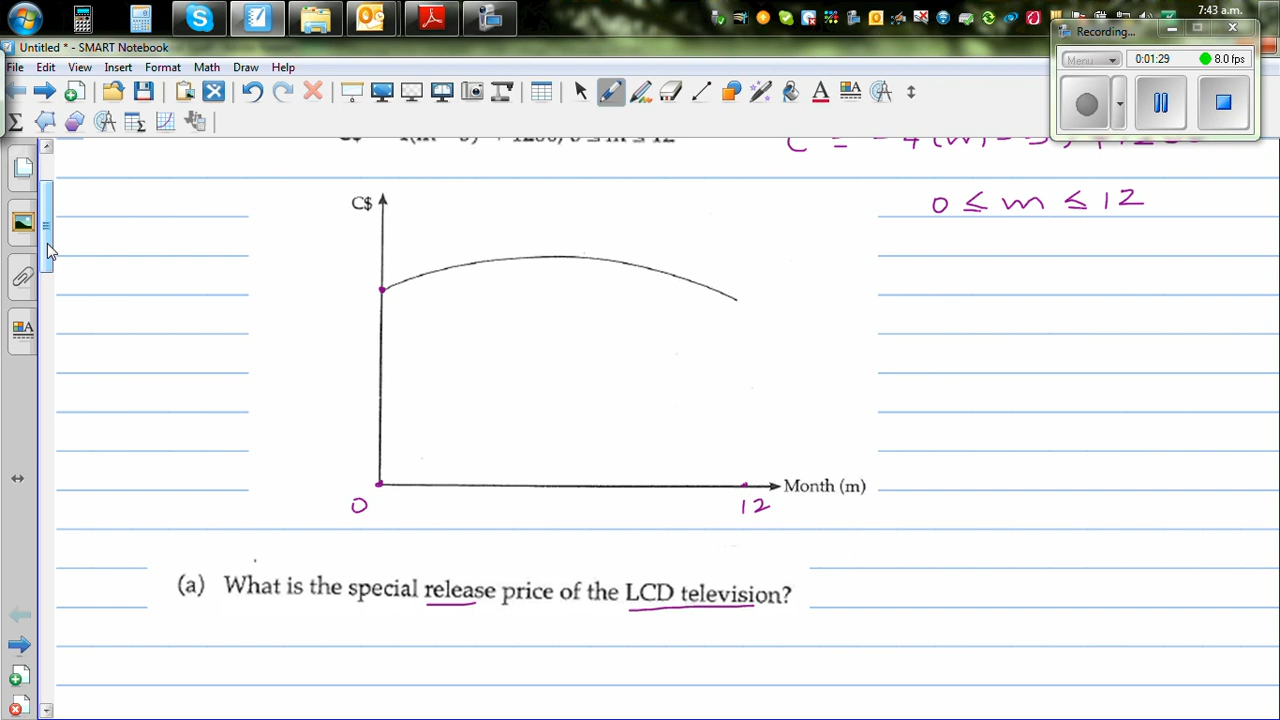 7:43 a.m.
Untitled * - SMART Notebook
Recording...
File Edit View Insert Format Math Draw Help
Menu 0:01:29 8.0 fps
0 ≤ m ≤ 12
C$
Month (m)
0 12
(a) What is the special release price of the LCD television?